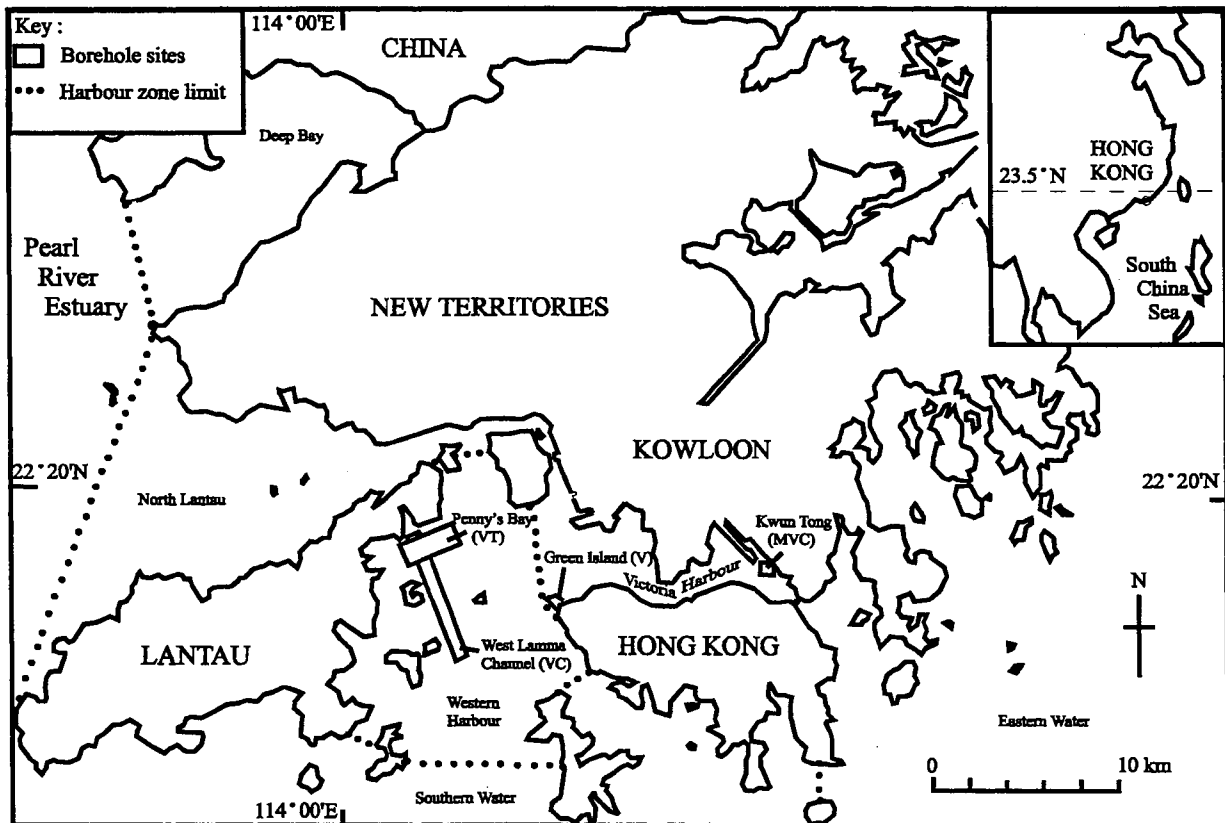 Key :
Borehole sites
Harbour zone limit
114°00'E
CHINA
Deep Bay
HONG
KONG
23.5°N
South
China
Sea
Pearl
River
Estuary
NEW TERRITORIES
KOWLOON
22°20'N
22°20'N
North Lantau
Penny's Bay
(VT)
Kwun Tong
(MVC)
Green Island (V)
Victoria Harbour
N
LANTAU
West Lamma
Channel (VC)
HONG KONG
Western
Harbour
Eastern Water
0
10 km
Southern Water
114°00'E